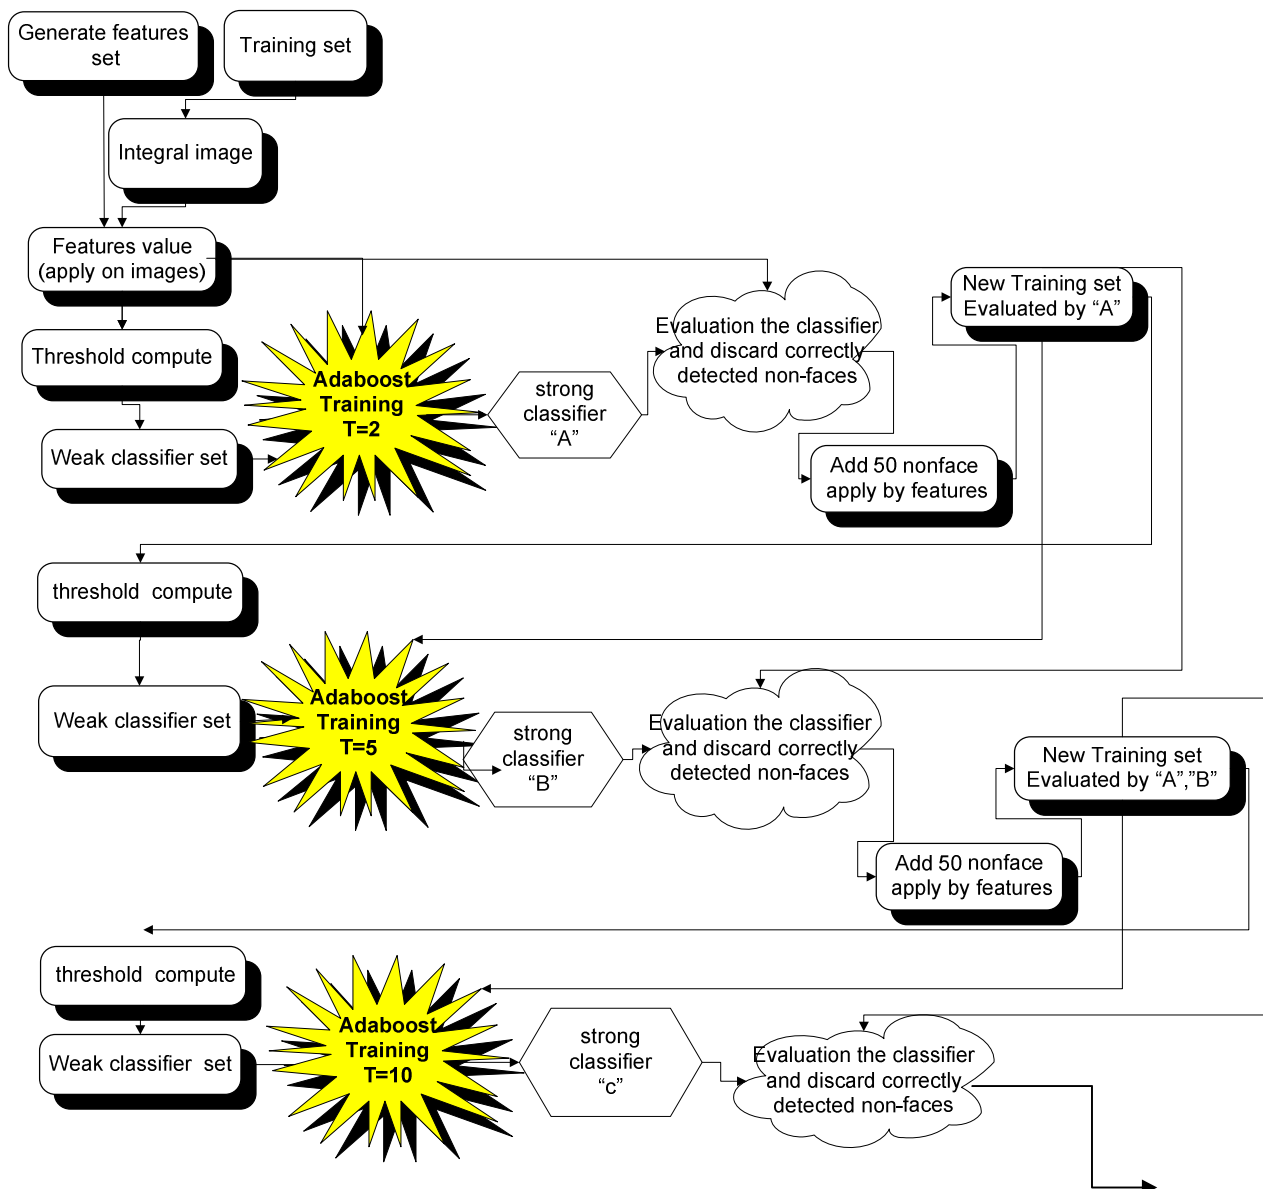 Generate features
set
Training set
Integral image
Features value
(apply on images)
Threshold compute
Weak classifier set
Adaboost
Training
T=2
strong
classifier
“A”
Evaluation the classifier
and discard correctly
detected non-faces
Add 50 nonface
apply by features
New Training set
Evaluated by “A”
threshold compute
Weak classifier set
Adaboost
Training
T=5
strong
classifier
“B”
Evaluation the classifier
and discard correctly
detected non-faces
Add 50 nonface
apply by features
New Training set
Evaluated by “A”,”B”
threshold compute
Weak classifier set
Adaboost
Training
T=10
strong
classifier
“c”
Evaluation the classifier
and discard correctly
detected non-faces